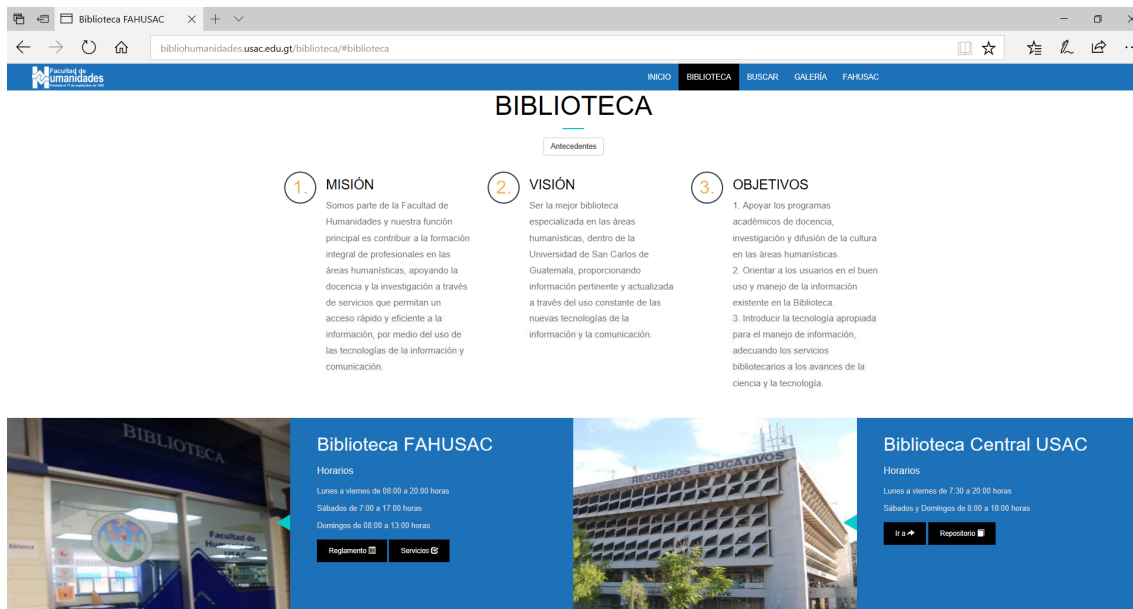 Biblioteca FAHUSAC
bibliohumanidades.usac.edu.gt/biblioteca/#biblioteca
Facultad de
umanidades
INICIO BIBLIOTECA BUSCAR GALERÍA FAHUSAC
BIBLIOTECA
Antecedentes
1. MISIÓN
Somos parte de la Facultad de
Humanidades y nuestra función
principal es contribuir a la formación
integral de profesionales en las
áreas humanísticas, apoyando la
docencia y la investigación a través
de servicios que permitan un
acceso rápido y eficiente a la
información, por medio del uso de
las tecnologías de la información y
comunicación.
2. VISIÓN
Ser la mejor biblioteca
especializada en las áreas
humanísticas, dentro de la
Universidad de San Carlos de
Guatemala, proporcionando
información pertinente y actualizada
a través del uso constante de las
nuevas tecnologías de la
información y la comunicación.
3. OBJETIVOS
1. Apoyar los programas
académicos de docencia,
investigación y difusión de la cultura
en las áreas humanísticas.
2. Orientar a los usuarios en el buen
uso y manejo de la información
existente en la Biblioteca.
3. Introducir la tecnología apropiada
para el manejo de información,
adecuando los servicios
bibliotecarios a los avances de la
ciencia y la tecnología.
BIBLIOTECA
Biblioteca
Facultad de
Humanidades
USAC
Biblioteca FAHUSAC
Horarios
Lunes a viernes de 08:00 a 20:00 horas
Sábados de 7:00 a 17:00 horas
Domingos de 08:00 a 13:00 horas
Reglamento Servicios
RECURSOS EDUCATIVOS
Biblioteca Central USAC
Horarios
Lunes a viernes de 7:30 a 20:00 horas
Sábados y Domingos de 8:00 a 18:00 horas
Ir a Repositorio